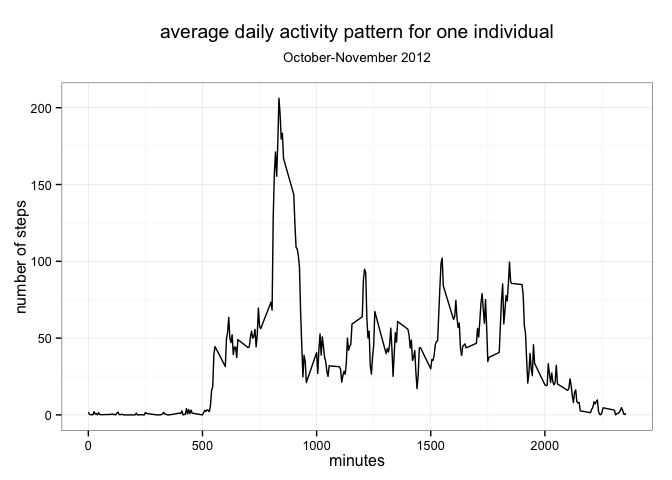 average daily activity pattern for one individual
October-November 2012
number of steps
200
150
100
50
0
0 500 1000 1500 2000
minutes